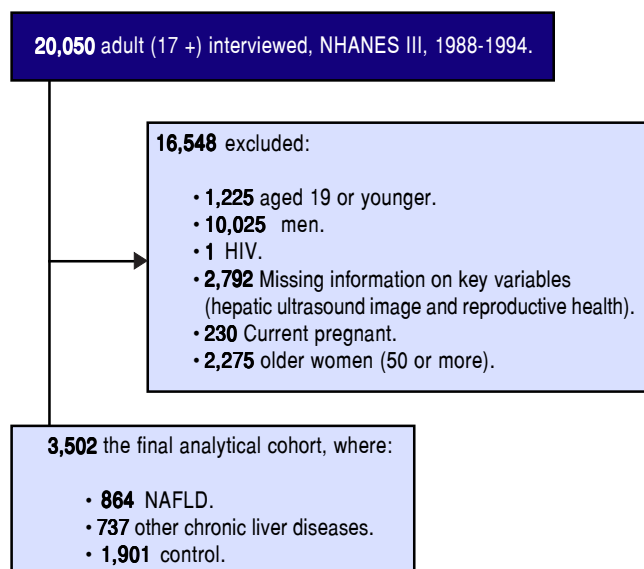 20,050 adult (17 +) interviewed, NHANES III, 1988-1994.
16,548 excluded:
• 1,225 aged 19 or younger.
• 10,025 men.
• 1 HIV.
• 2,792 Missing information on key variables
(hepatic ultrasound image and reproductive health).
• 230 Current pregnant.
• 2,275 older women (50 or more).
3,502 the final analytical cohort, where:
• 864 NAFLD.
• 737 other chronic liver diseases.
• 1,901 control.